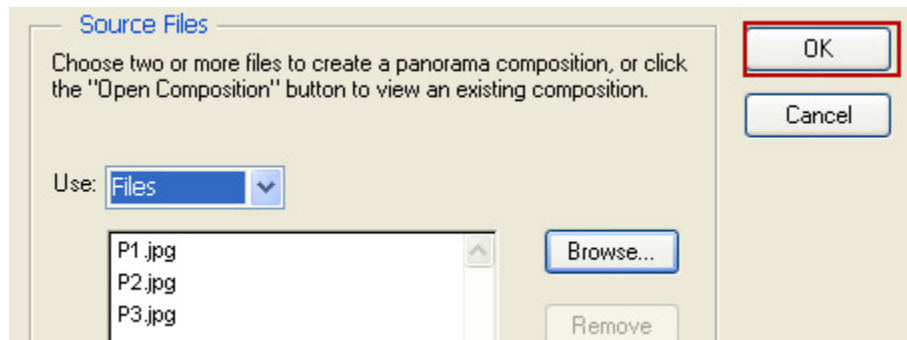 Source Files
Choose two or more files to create a panorama composition, or click
the "Open Composition" button to view an existing composition.
OK
Cancel
Use: Files
P1.jpg
P2.jpg
P3.jpg
Browse...
Remove